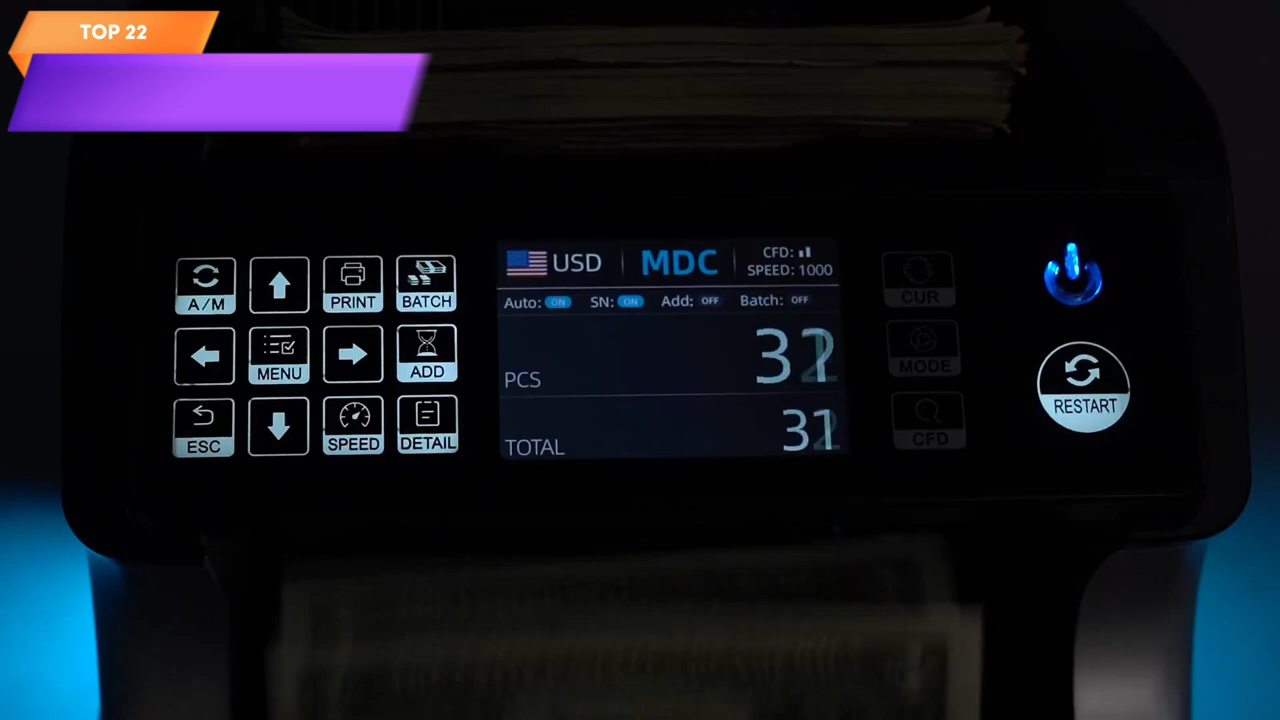 TOP 22
USD MDC CFD:
SPEED: 1000
Auto: ON SN: ON Add: OFF Batch: OFF
PCS
TOTAL
A/M
PRINT
BATCH
MENU
ADD
ESC
SPEED
DETAIL
CUR
MODE
CFD
RESTART